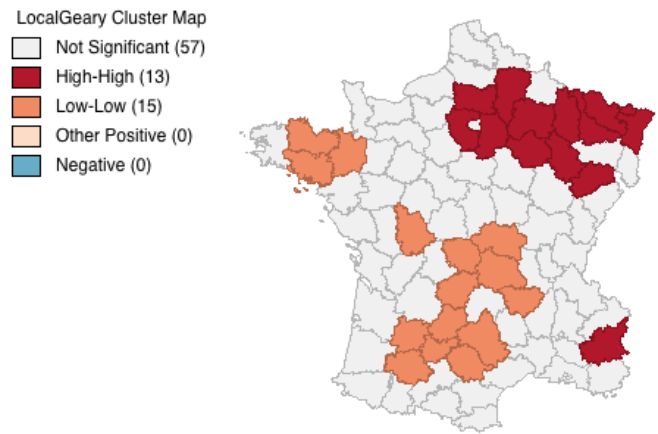 LocalGeary Cluster Map
Not Significant (57)
High-High (13)
Low-Low (15)
Other Positive (0)
Negative (0)